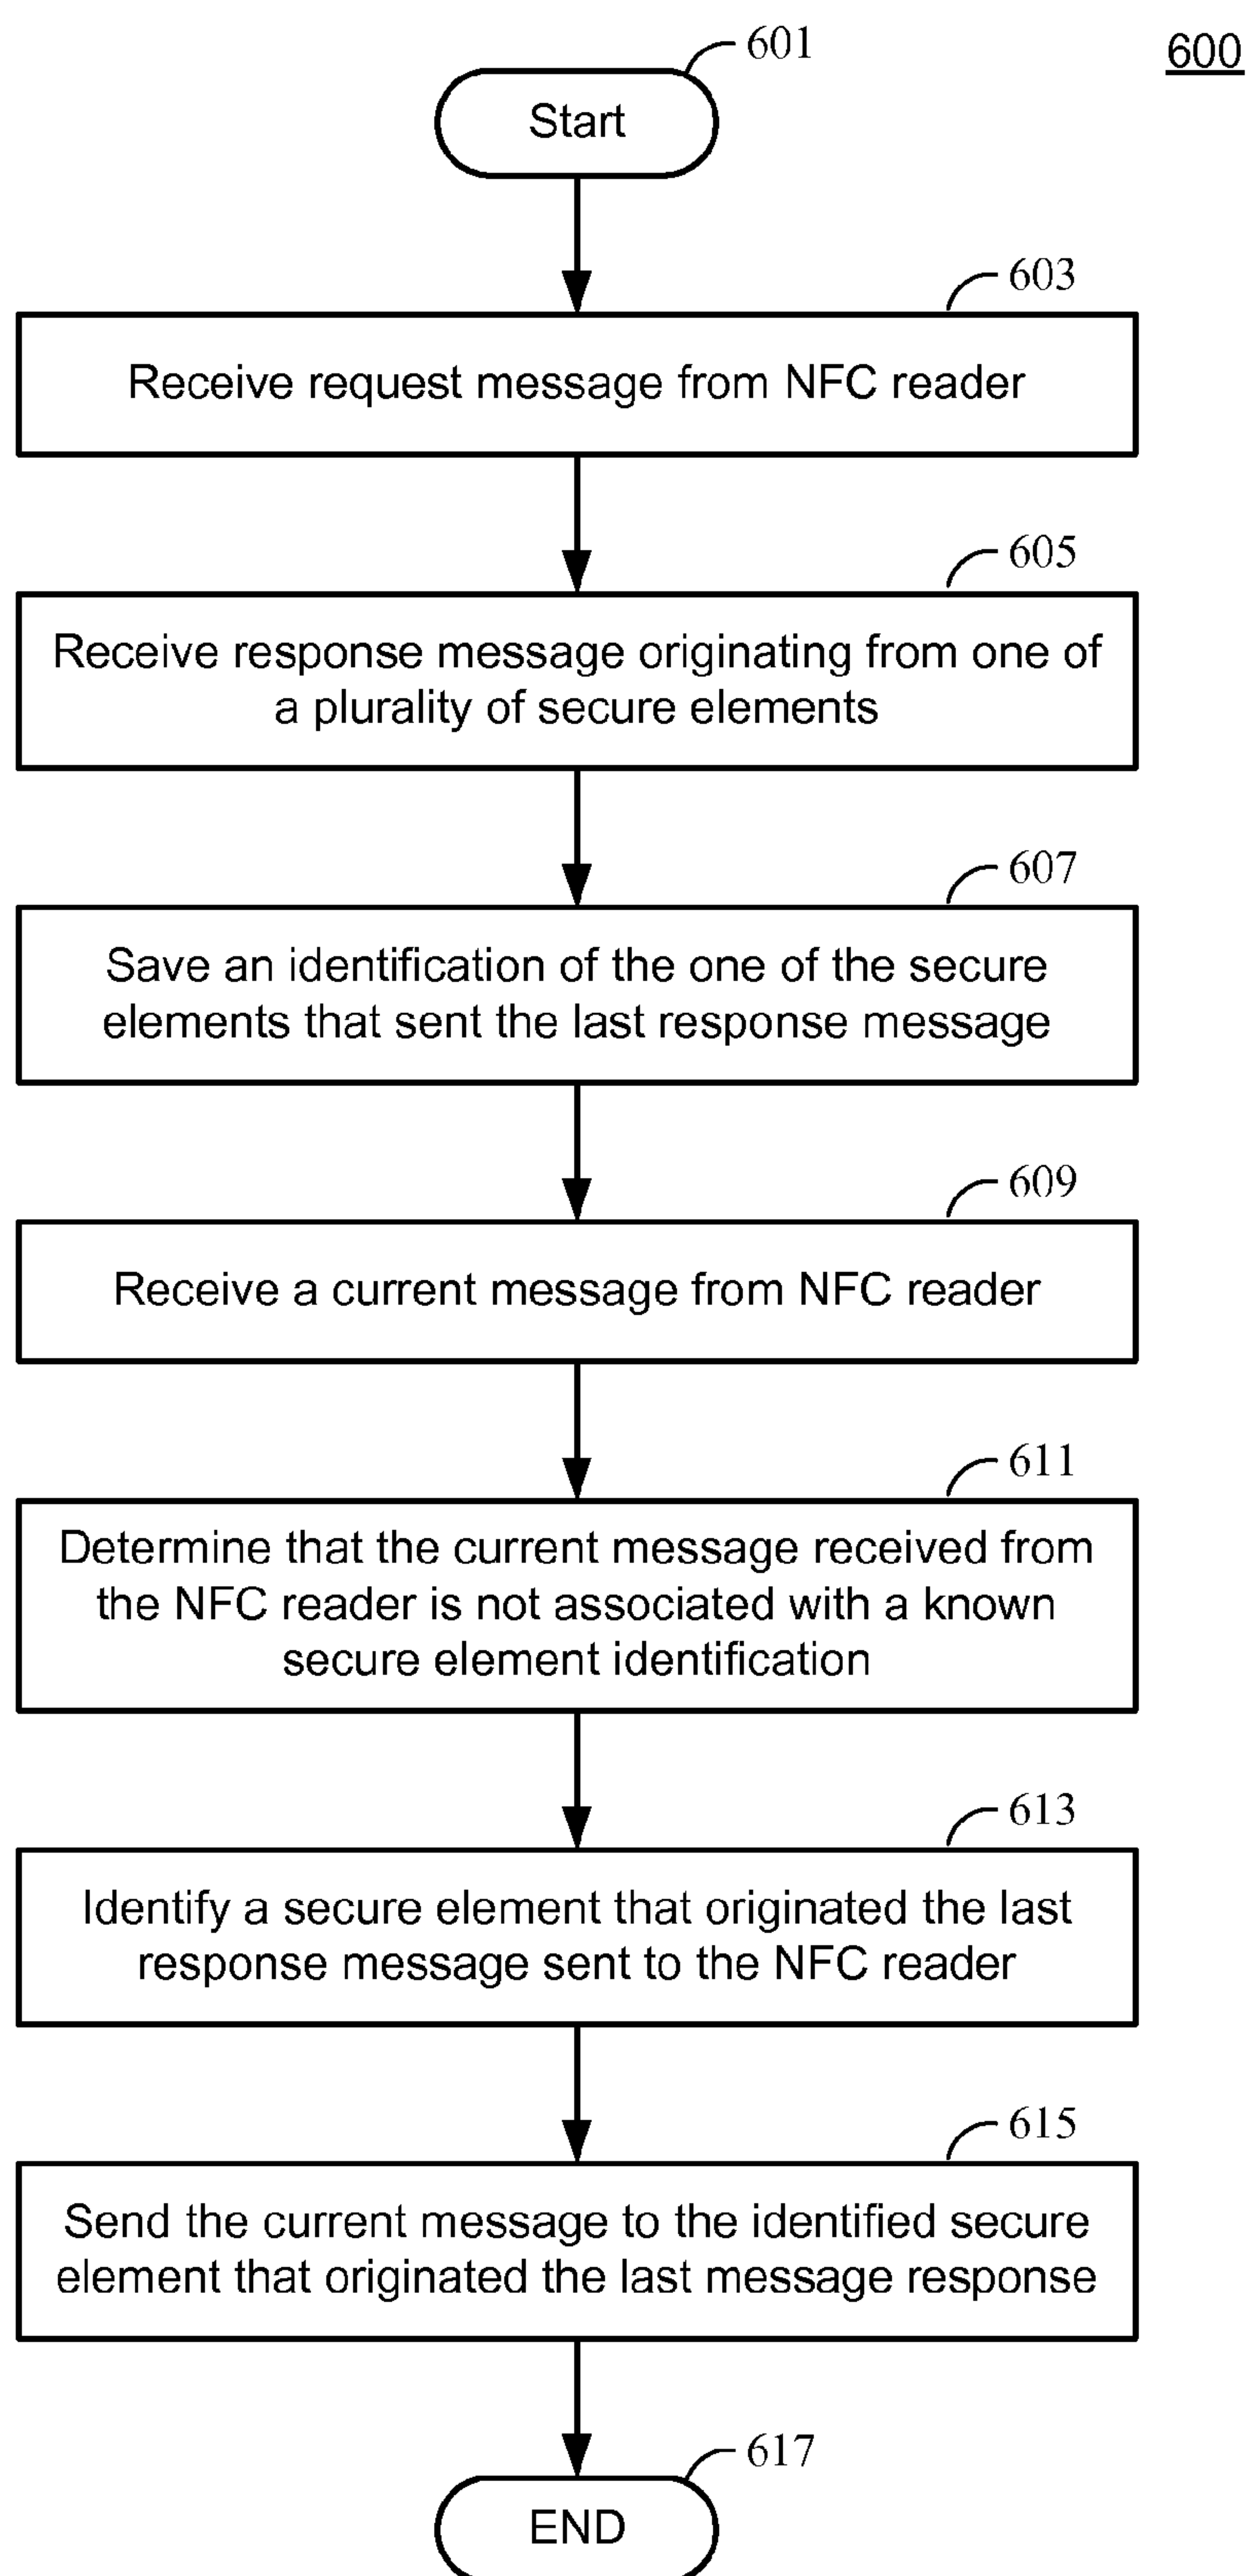 601
600
Start
603
Receive request message from NFC reader
605
Receive response message originating from one of
a plurality of secure elements
607
Save an identification of the one of the secure
elements that sent the last response message
609
Receive a current message from NFC reader
611
Determine that the current message received from
the NFC reader is not associated with a known
secure element identification
613
Identify a secure element that originated the last
response message sent to the NFC reader
615
Send the current message to the identified secure
element that originated the last message response
617
END